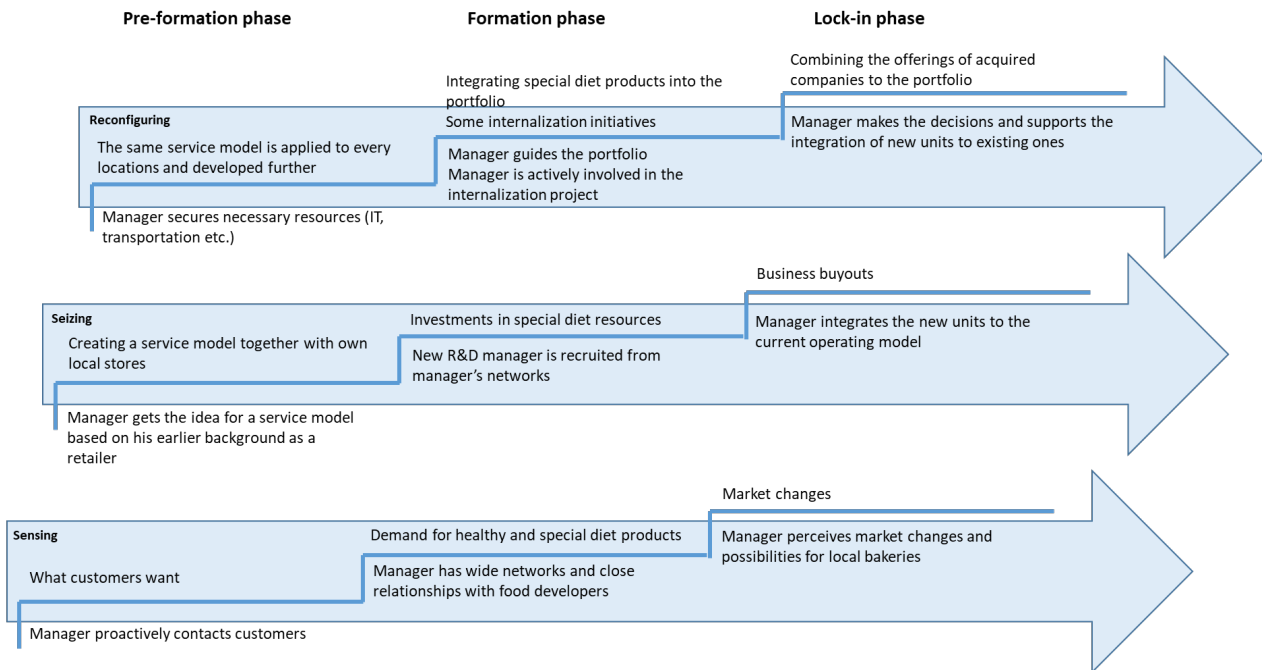 Pre-formation phase
Formation phase
Lock-in phase
Combining the offerings of acquired
companies to the portfolio
Integrating special diet products into the
portfolio
Some internalization initiatives
Reconfiguring
The same service model is applied to every
locations and developed further
Manager makes the decisions and supports the
integration of new units to existing ones
Manager guides the portfolio
Manager is actively involved in the
internalization project
Manager secures necessary resources (IT,
transportation etc.)
Business buyouts
Seizing
Investments in special diet resources
Manager integrates the new units to the
current operating model
Creating a service model together with own
local stores
New R&D manager is recruited from
manager’s networks
Manager gets the idea for a service model
based on his earlier background as a
retailer
Market changes
Sensing
Demand for healthy and special diet products
Manager perceives market changes and
possibilities for local bakeries
What customers want
Manager has wide networks and close
relationships with food developers
Manager proactively contacts customers